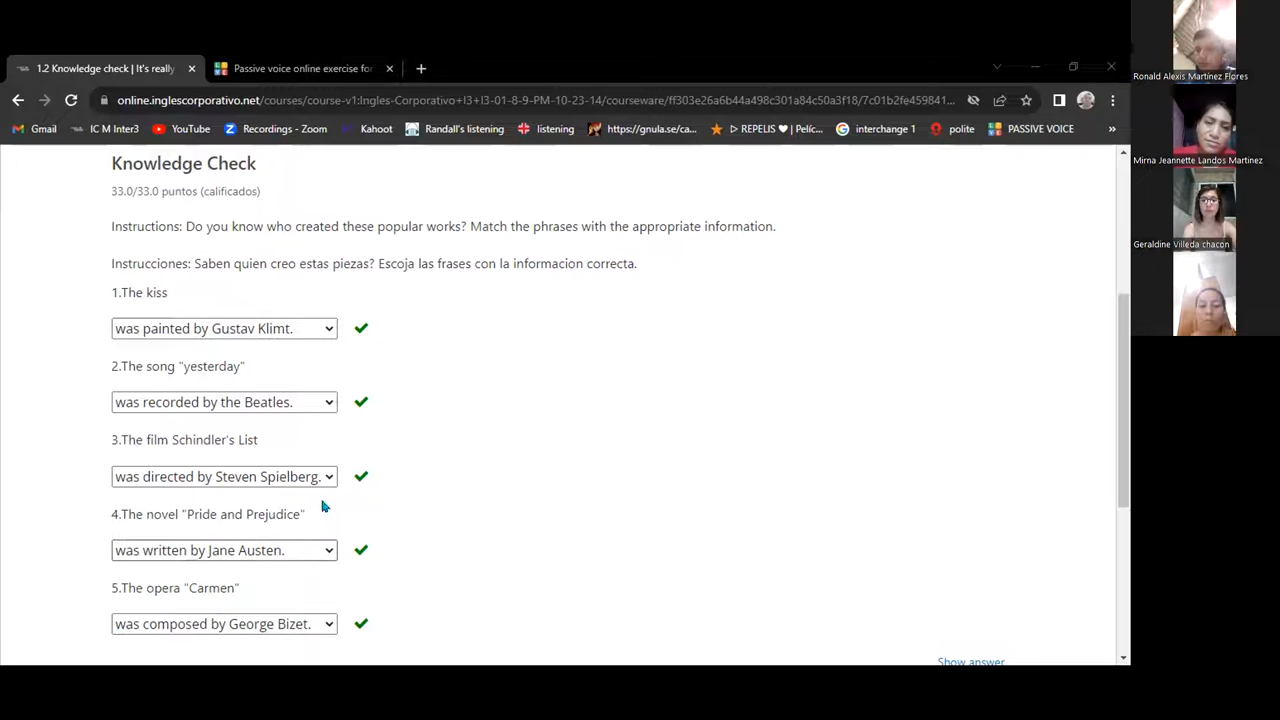 1.2 Knowledge check | It's really
Passive voice online exercise for
online.inglescorporativo.net/courses/course-v1:Ingles-Corporativo+I3+I3-01-8-9-PM-10-23-14/courseware/ff303e26a6b44a498c301a84c50a3f18/7c01b2fe459841...
Gmail
IC M Inter3
YouTube
Recordings - Zoom
Kahoot
Randall's listening
listening
https://gnula.se/ca...
▷ REPELIS ❤ | Pelíc...
interchange 1
polite
PASSIVE VOICE
»
Knowledge Check
33.0/33.0 puntos (calificados)
Instructions: Do you know who created these popular works? Match the phrases with the appropriate information.
Instrucciones: Saben quien creo estas piezas? Escoja las frases con la informacion correcta.
1.The kiss
was painted by Gustav Klimt.
2.The song "yesterday"
was recorded by the Beatles.
3.The film Schindler's List
was directed by Steven Spielberg.
4.The novel "Pride and Prejudice"
was written by Jane Austen.
5.The opera "Carmen"
was composed by George Bizet.
Show answer
Ronald Alexis Martínez Flores
Mirna Jeannette Landos Martinez
Geraldine Villeda chacon